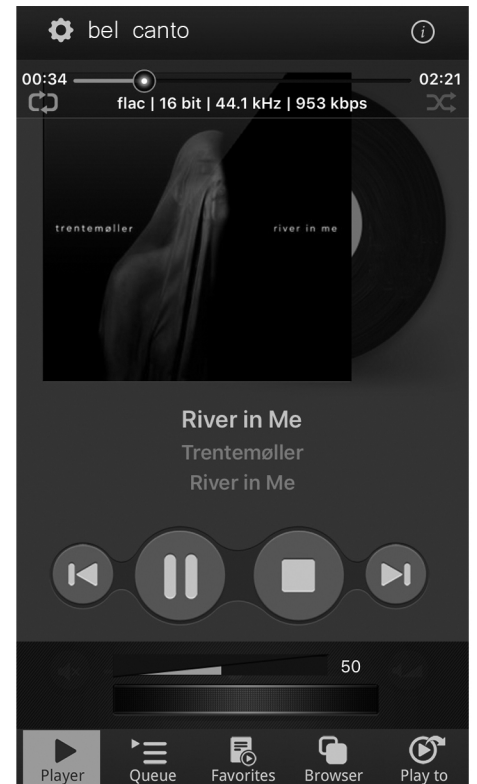 bel canto
00:34 02:21
flac | 16 bit | 44.1 kHz | 953 kbps
trentemøller river in me
River in Me
Trentemøller
River in Me
50
Player Queue Favorites Browser Play to